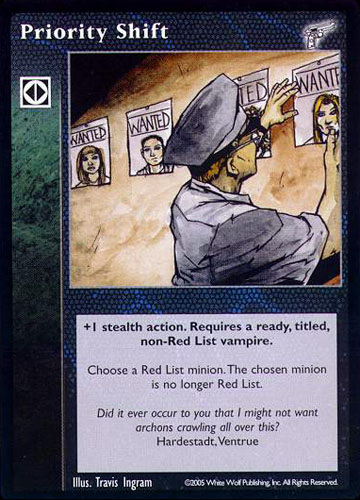 Priority Shift
WANTED
WANTED
TED
WANTE
+1 stealth action. Requires a ready, titled,
non-Red List vampire.
Choose a Red List minion. The chosen minion
is no longer Red List.
Did it ever occur to you that I might not want
archons crawling all over this?
Hardestadt, Ventrue
Illus. Travis Ingram
©2005 White Wolf Publishing, Inc. All Rights Reserved.